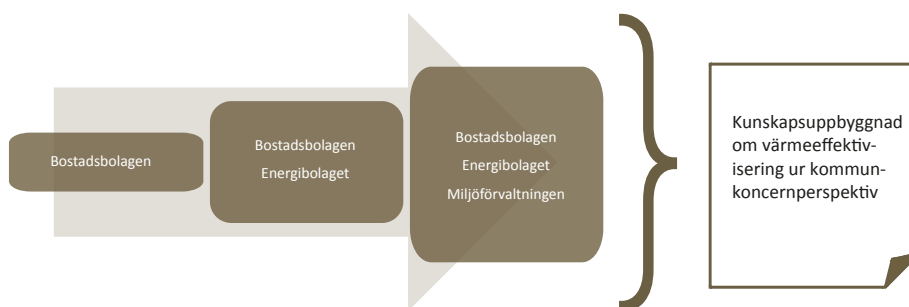 Bostadsbolagen
Bostadsbolagen
Energibolaget
Bostadsbolagen
Energibolaget
Miljöförvaltningen
Kunskapsuppbyggnad
om värmeeffektiv-
isering ur kommun-
koncernperspektiv